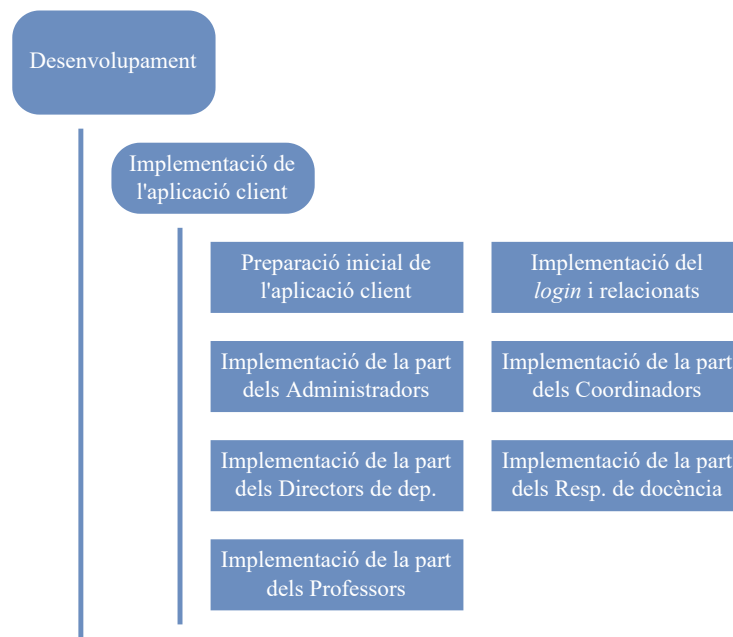 Desenvolupament
Implementació de
l'aplicació client
Preparació inicial de
l'aplicació client
Implementació del
login i relacionats
Implementació de la part
dels Administradors
Implementació de la part
dels Coordinadors
Implementació de la part
dels Directors de dep.
Implementació de la part
dels Resp. de docència
Implementació de la part
dels Professors